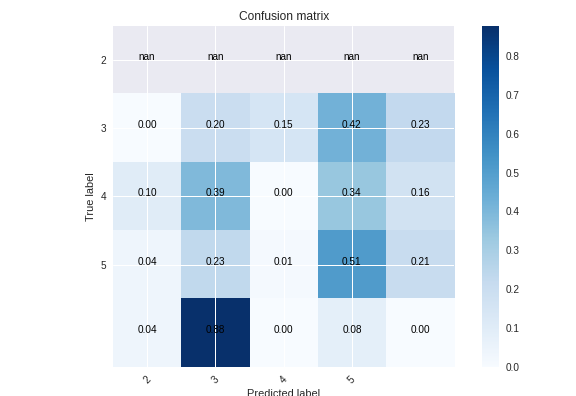 Confusion matrix
2 nan nan nan nan nan 0.8
3 0.00 0.20 0.15 0.42 0.23 0.7
4 0.10 0.39 0.00 0.34 0.16 0.6
5 0.04 0.23 0.01 0.51 0.21 0.5
0.04 0.88 0.00 0.08 0.00 0.4
0.3
0.2
0.1
0.0
True label
2 3 4 5
Predicted label